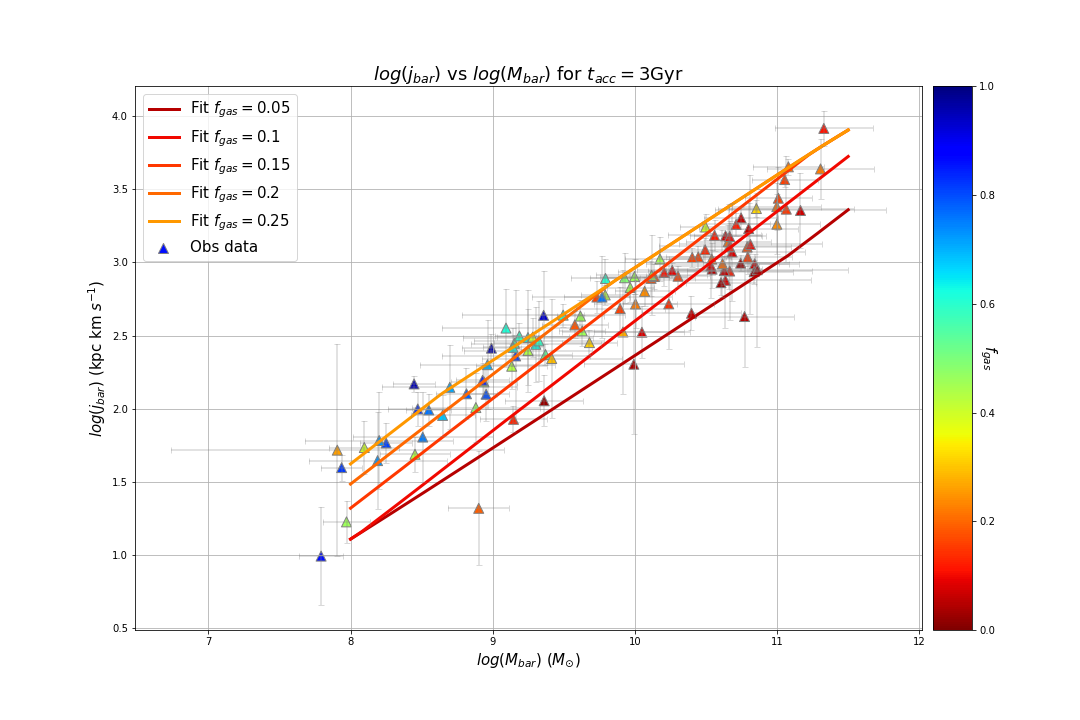 log(j_bar) vs log(M_bar) for t_acc = 3Gyr
Fit f_gas = 0.05
Fit f_gas = 0.1
Fit f_gas = 0.15
Fit f_gas = 0.2
Fit f_gas = 0.25
Obs data
log(j_bar) (kpc km s⁻¹)
4.0
3.5
3.0
2.5
2.0
1.5
1.0
0.5
7 8 9 10 11 12
log(M_bar) (M_⊙)
1.0
0.8
0.6
0.4
0.2
0.0
f_gas